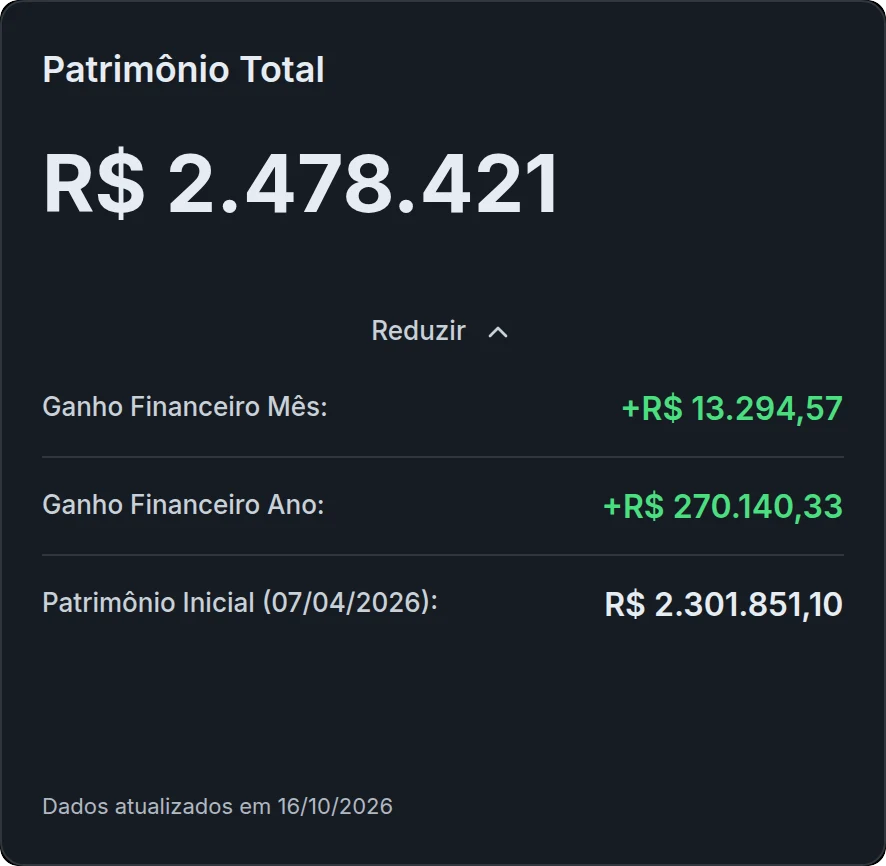 Patrimônio Total
R$ 2.478.421
Reduzir
Ganho Financeiro Mês: +R$ 13.294,57
Ganho Financeiro Ano: +R$ 270.140,33
Patrimônio Inicial (07/04/2026): R$ 2.301.851,10
Dados atualizados em 16/10/2026